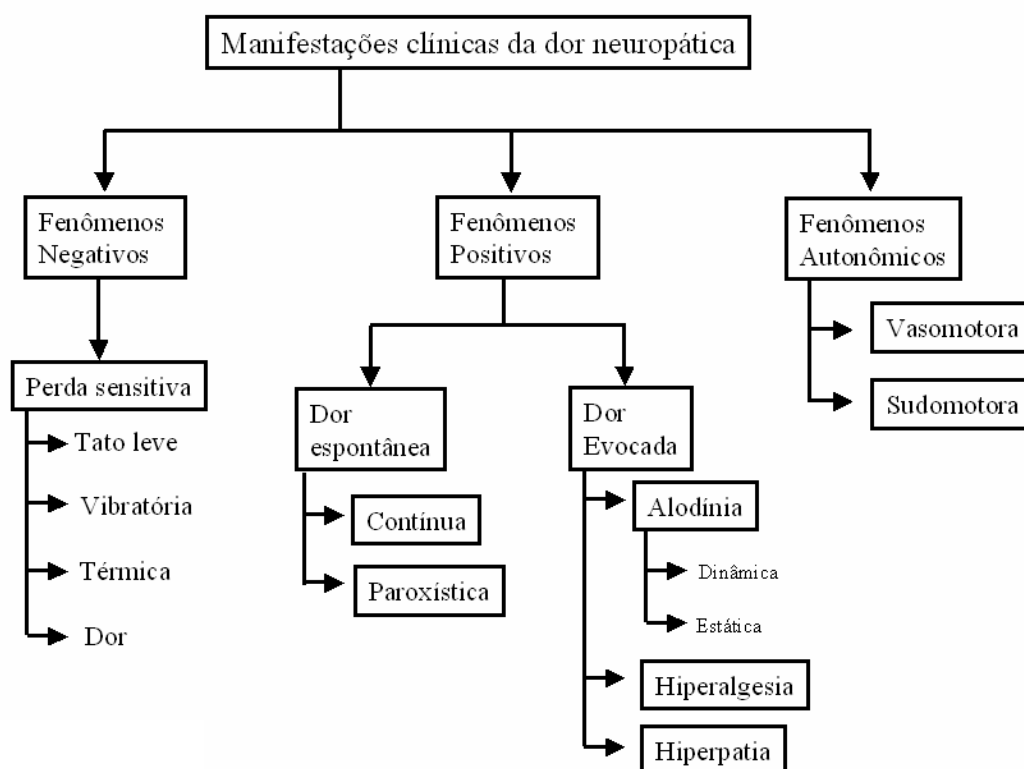 Manifestações clínicas da dor neuropática
Fenômenos
Negativos
Perda sensitiva
Tato leve
Vibratória
Térmica
Dor
Fenômenos
Positivos
Dor
espontânea
Contínua
Paroxística
Dor
Evocada
Alodínia
Dinâmica
Estática
Hiperalgesia
Hiperpatia
Fenômenos
Autonômicos
Vasomotora
Sudomotora